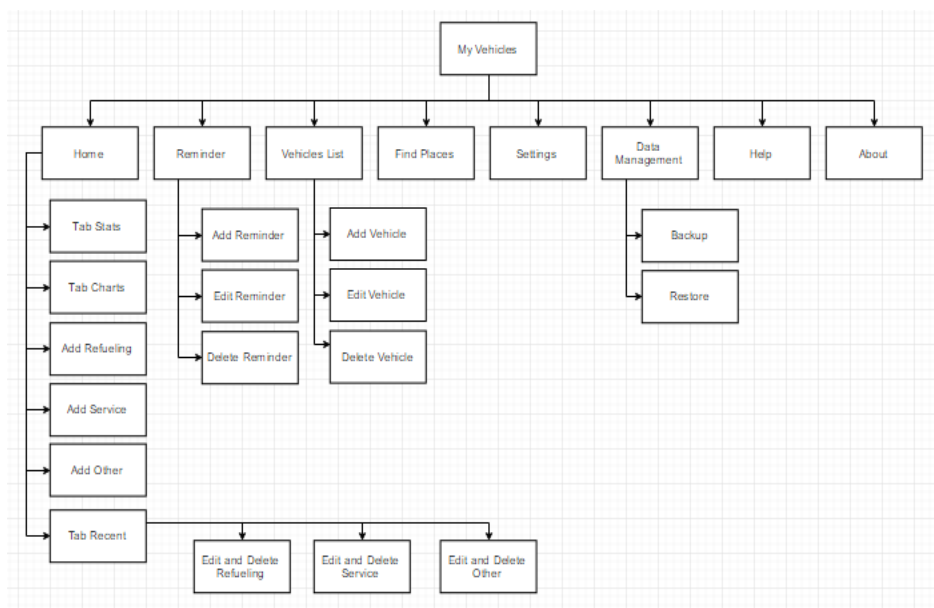 My Vehicles
Home
Reminder
Vehicles List
Find Places
Settings
Data
Management
Help
About
Tab Stats
Tab Charts
Add Refueling
Add Service
Add Other
Tab Recent
Add Reminder
Edit Reminder
Delete Reminder
Add Vehicle
Edit Vehicle
Delete Vehicle
Backup
Restore
Edit and Delete
Refueling
Edit and Delete
Service
Edit and Delete
Other